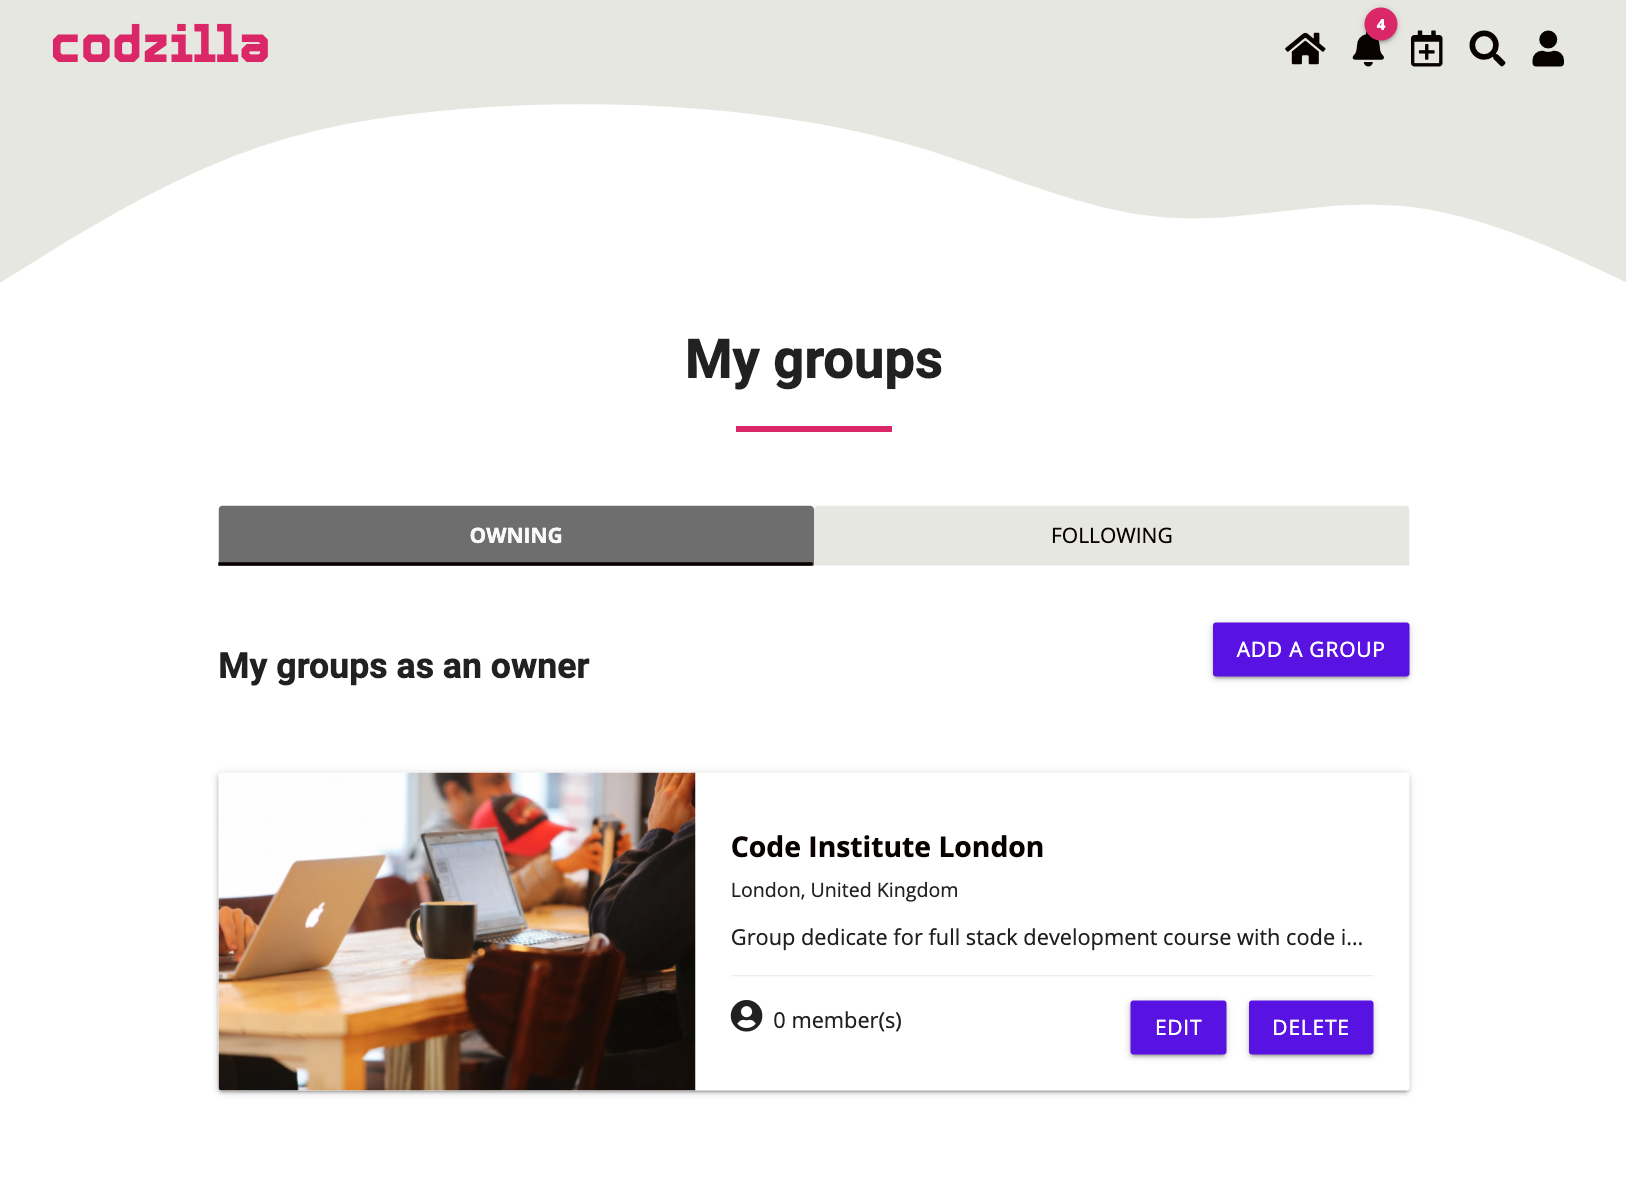 codzilla
4
My groups
OWNING
FOLLOWING
My groups as an owner
ADD A GROUP
Code Institute London
London, United Kingdom
Group dedicate for full stack development course with code i...
0 member(s)
EDIT
DELETE